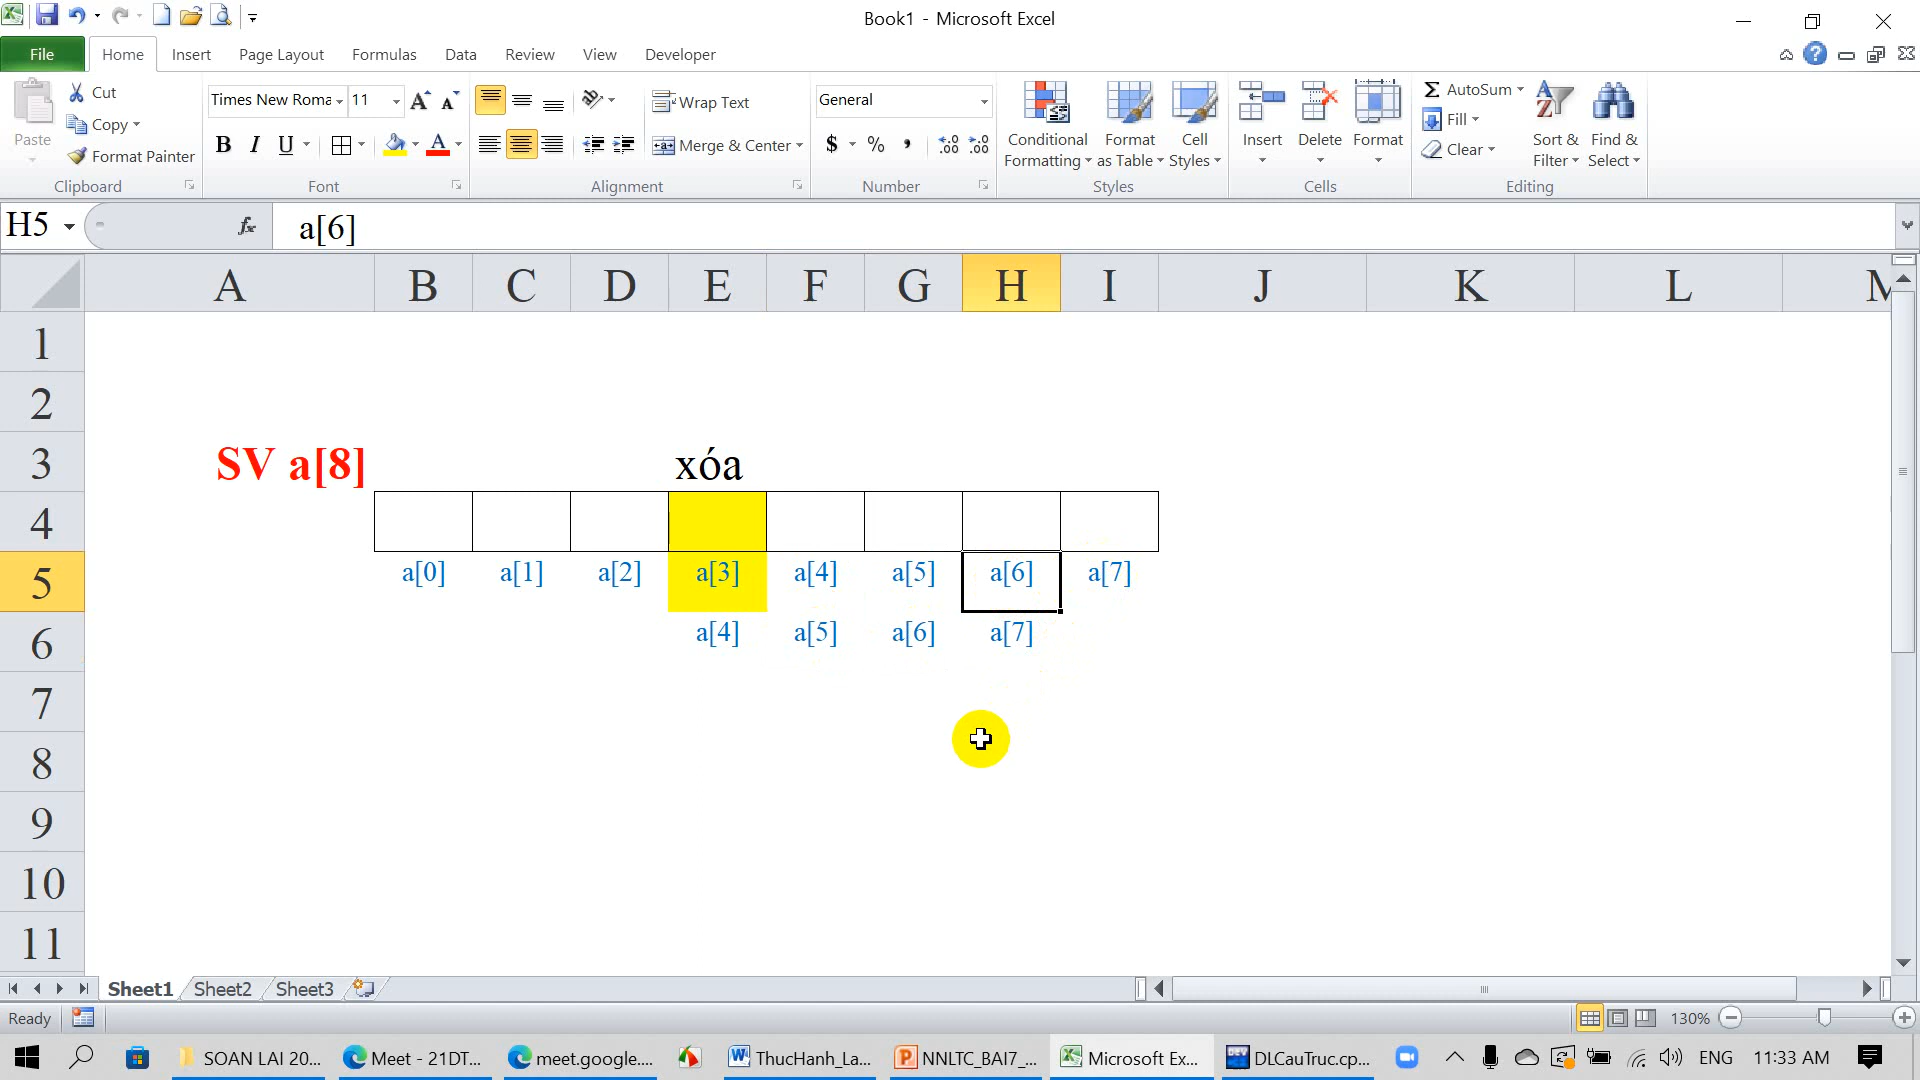 Book1 - Microsoft Excel
File Home Insert Page Layout Formulas Data Review View Developer
Paste
Cut
Copy
Format Painter
Clipboard
Times New Roma 11
B I U
Font
Wrap Text
Merge & Center
Alignment
General
$ % ,
Number
Conditional Formatting
Format as Table
Cell Styles
Styles
Insert Delete Format
Cells
AutoSum
Fill
Clear
Sort & Filter
Find & Select
Editing
H5 fx a[6]
A B C D E F G H I J K L M
1
2
3 SV a[8] xóa
4
5 a[0] a[1] a[2] a[3] a[4] a[5] a[6] a[7]
6 a[4] a[5] a[6] a[7]
7
8
9
10
11
Sheet1 Sheet2 Sheet3
Ready 130%
SOAN LAI 20... Meet - 21DT... meet.google.... ThucHanh_La... NNLTC_BAI7_... Microsoft Ex... DLCauTruc.cp... ENG 11:33 AM